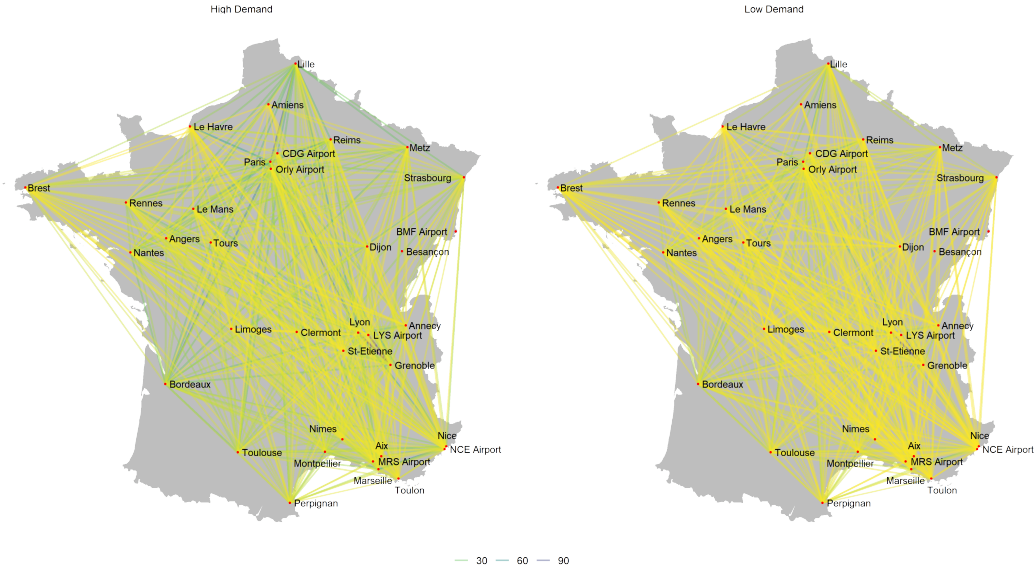 High Demand
Lille
Amiens
Le Havre
Reims
CDG Airport
Metz
Paris
Orly Airport
Strasbourg
Brest
Rennes
Le Mans
BMF Airport
Angers
Tours
Dijon
Besançon
Nantes
Lyon
Annecy
Limoges
Clermont
LYS Airport
St-Etienne
Grenoble
Bordeaux
Nimes
Nice
Aix
NCE Airport
Toulouse
Montpellier
MRS Airport
Marseille
Toulon
Perpignan
Low Demand
Lille
Amiens
Le Havre
Reims
CDG Airport
Metz
Paris
Orly Airport
Strasbourg
Brest
Rennes
Le Mans
BMF Airport
Angers
Tours
Dijon
Besançon
Nantes
Lyon
Annecy
Limoges
Clermont
LYS Airport
St-Etienne
Grenoble
Bordeaux
Nimes
Nice
Aix
NCE Airport
Toulouse
Montpellier
MRS Airport
Marseille
Toulon
Perpignan
30 60 90